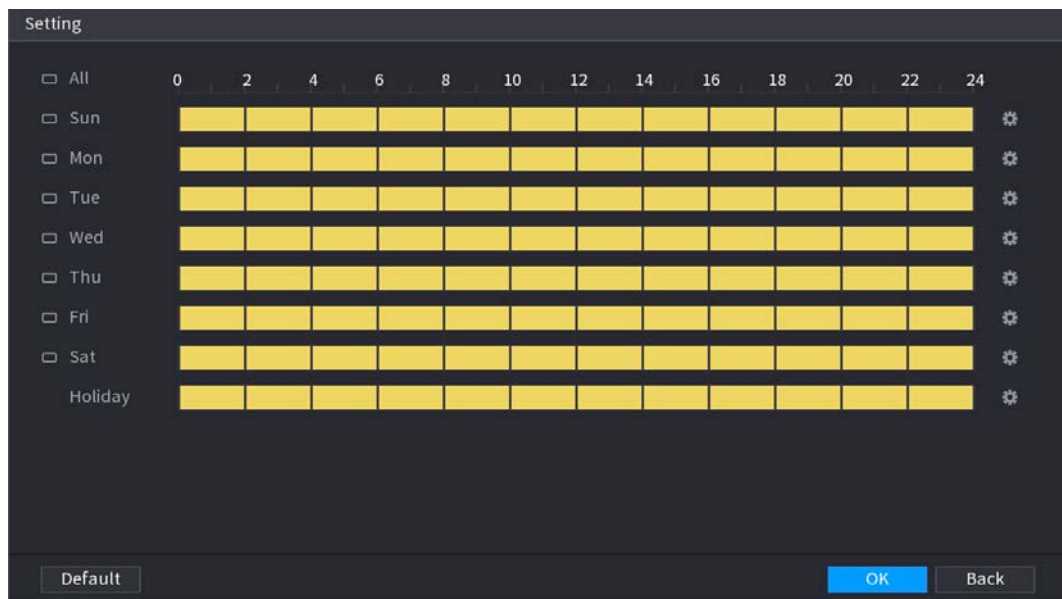 Setting
All 0 2 4 6 8 10 12 14 16 18 20 22 24
Sun
Mon
Tue
Wed
Thu
Fri
Sat
Holiday
Default OK Back